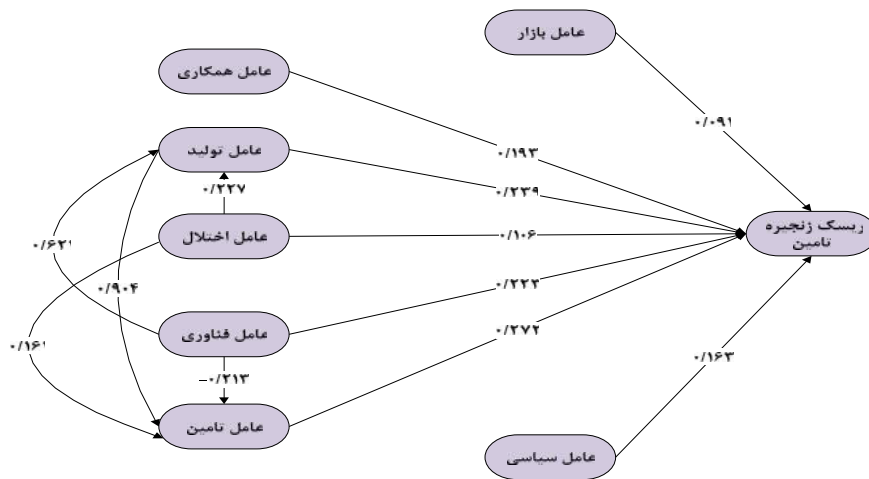 عامل بازار
عامل همکاری
۰/۰۹۱
۰/۱۹۳
عامل تولید
۰/۲۲۷
۰/۲۳۹
عامل اختلال
۰/۱۰۶
ریسک زنجیره
تامین
۰/۶۲۱
۰/۹۰۴
۰/۲۲۳
عامل فناوری
۰/۱۶۱
۰/۲۷۲
۰/۱۶۳
-۰/۲۱۳
عامل تامین
عامل سیاسی